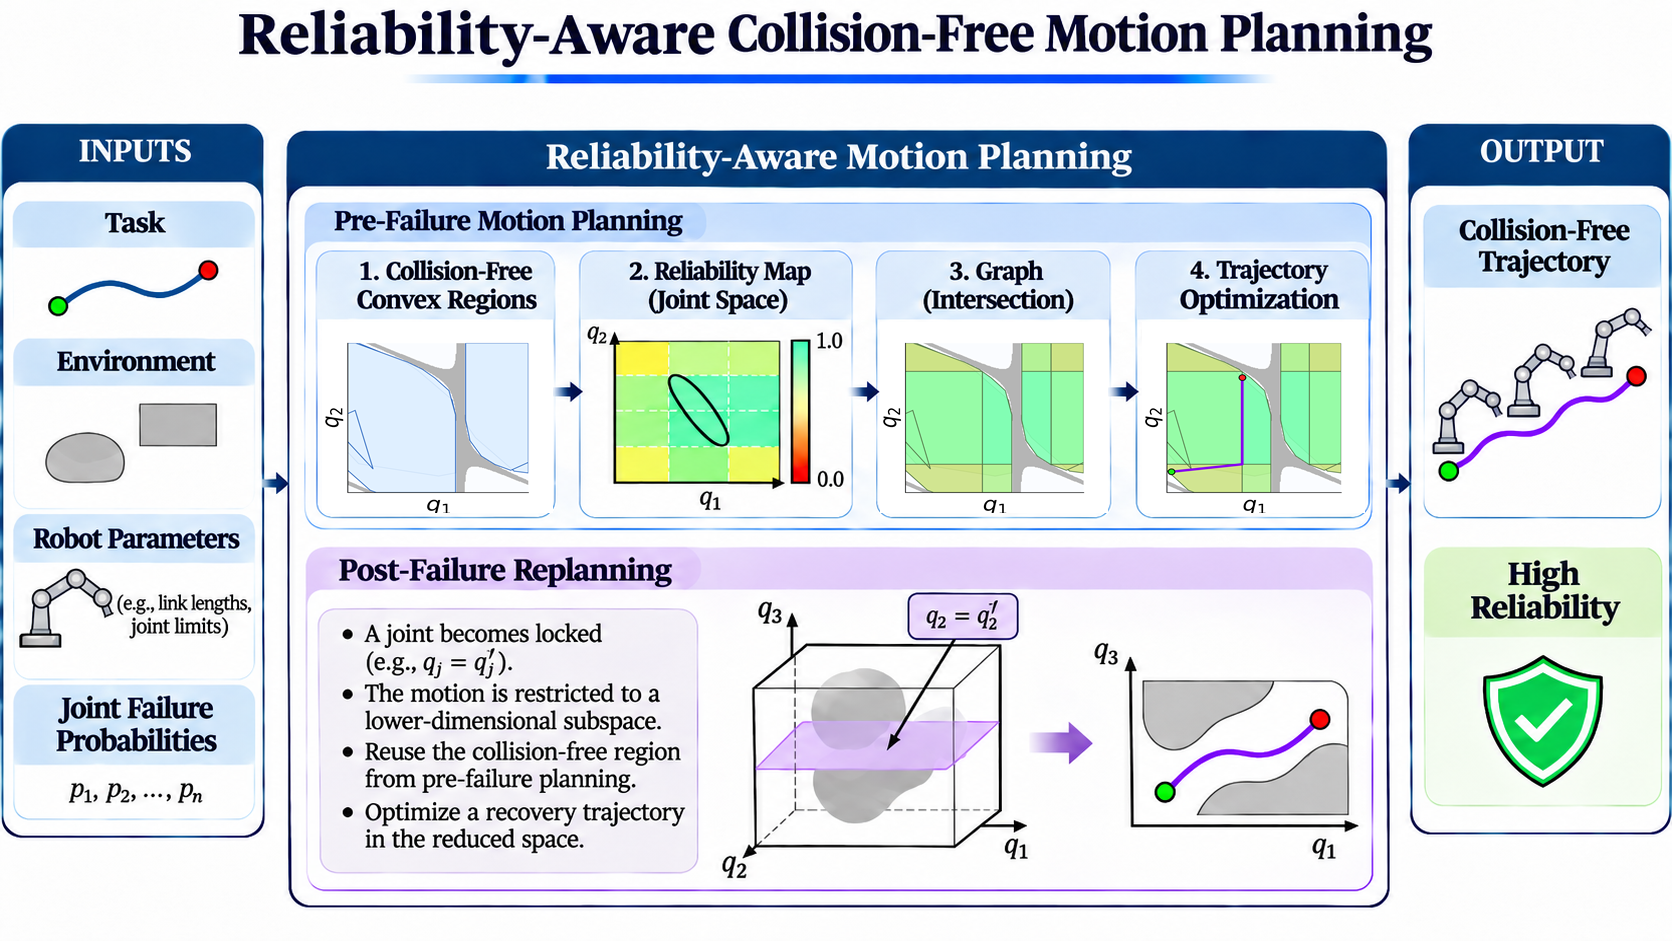 Reliability-Aware Collision-Free Motion Planning
INPUTS
Task
Environment
Robot Parameters
(e.g., link lengths,
joint limits)
Joint Failure
Probabilities
p₁, p₂, ..., pₙ
Reliability-Aware Motion Planning
Pre-Failure Motion Planning
1. Collision-Free
Convex Regions
q₂
q₁
2. Reliability Map
(Joint Space)
q₂
1.0
0.0
q₁
3. Graph
(Intersection)
q₂
q₁
4. Trajectory
Optimization
q₂
q₁
Post-Failure Replanning
• A joint becomes locked
(e.g., qⱼ = qⱼ′).
• The motion is restricted to a
lower-dimensional subspace.
• Reuse the collision-free region
from pre-failure planning.
• Optimize a recovery trajectory
in the reduced space.
q₃
q₂ = q₂′
q₁
q₂
q₃
q₁
OUTPUT
Collision-Free
Trajectory
High
Reliability